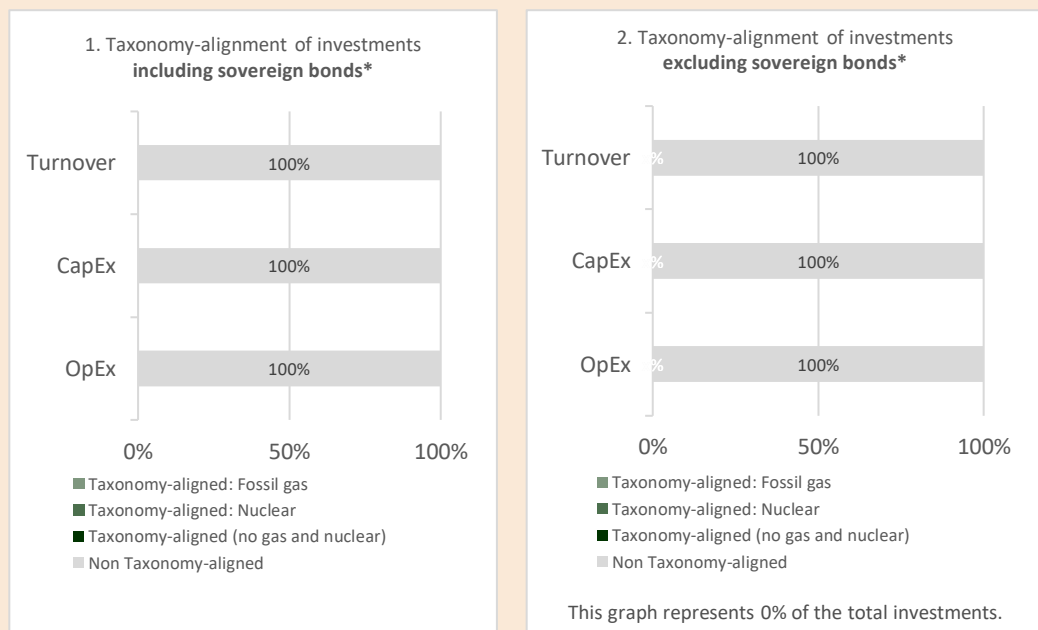 1. Taxonomy-alignment of investments
including sovereign bonds*
Turnover
100%
CapEx
100%
OpEx
100%
0% 50% 100%
Taxonomy-aligned: Fossil gas
Taxonomy-aligned: Nuclear
Taxonomy-aligned (no gas and nuclear)
Non Taxonomy-aligned
2. Taxonomy-alignment of investments
excluding sovereign bonds*
Turnover
% 100%
CapEx
% 100%
OpEx
% 100%
0% 50% 100%
Taxonomy-aligned: Fossil gas
Taxonomy-aligned: Nuclear
Taxonomy-aligned (no gas and nuclear)
Non Taxonomy-aligned
This graph represents 0% of the total investments.